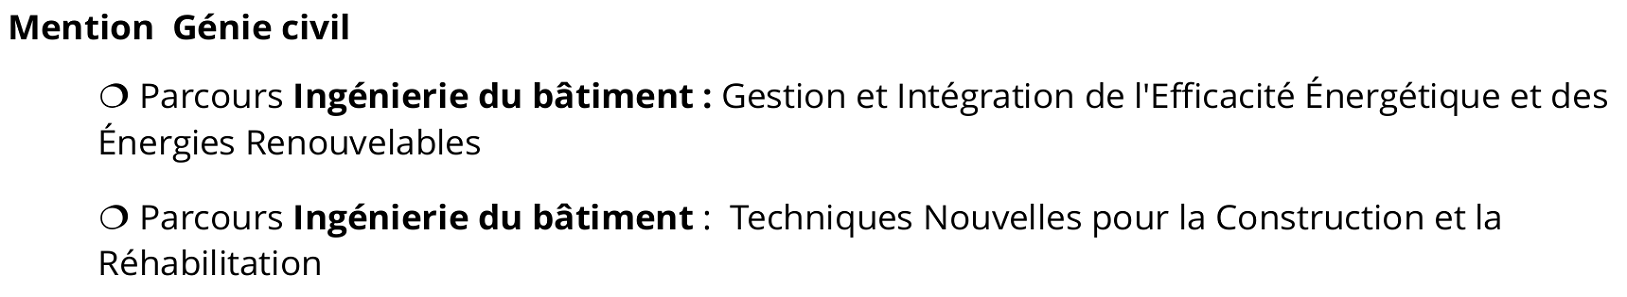 Mention  Génie civil
❍ Parcours Ingénierie du bâtiment : Gestion et Intégration de l'Efficacité Énergétique et des
Énergies Renouvelables
❍ Parcours Ingénierie du bâtiment :  Techniques Nouvelles pour la Construction et la
Réhabilitation